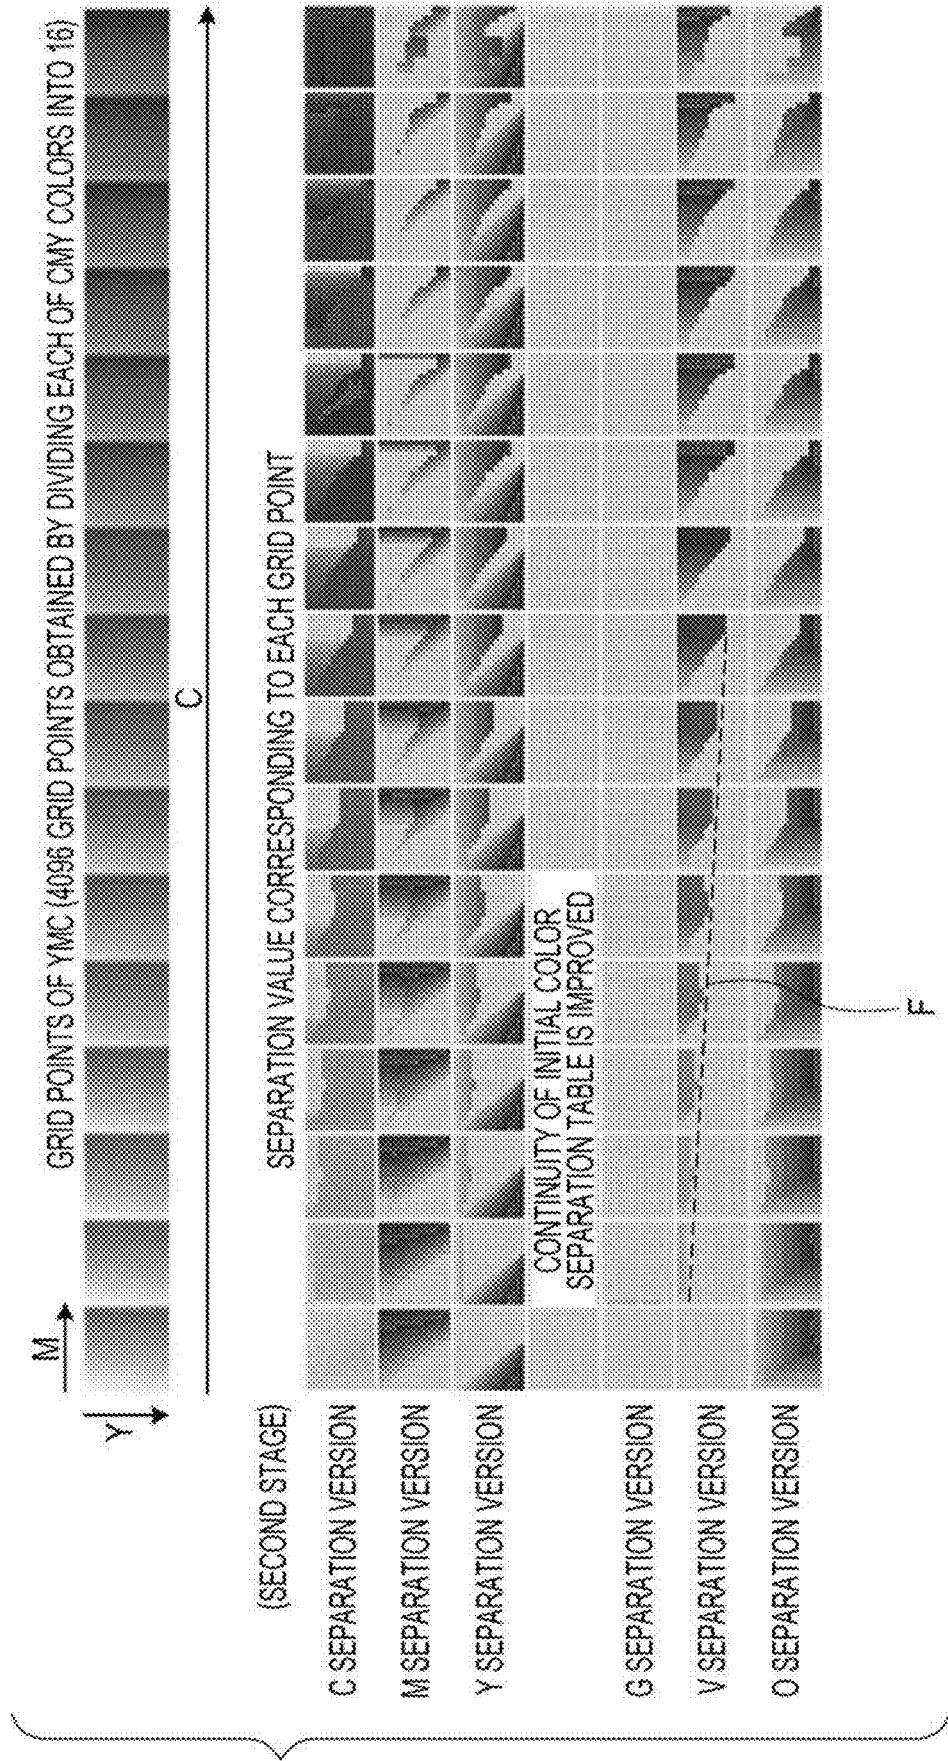 GRID POINTS OF YMC (4096 GRID POINTS OBTAINED BY DIVIDING EACH OF CMY COLORS INTO 16)
M
Y
C
(SECOND STAGE)
SEPARATION VALUE CORRESPONDING TO EACH GRID POINT
C SEPARATION VERSION
M SEPARATION VERSION
Y SEPARATION VERSION
CONTINUITY OF INITIAL COLOR
SEPARATION TABLE IS IMPROVED
G SEPARATION VERSION
V SEPARATION VERSION
O SEPARATION VERSION
F